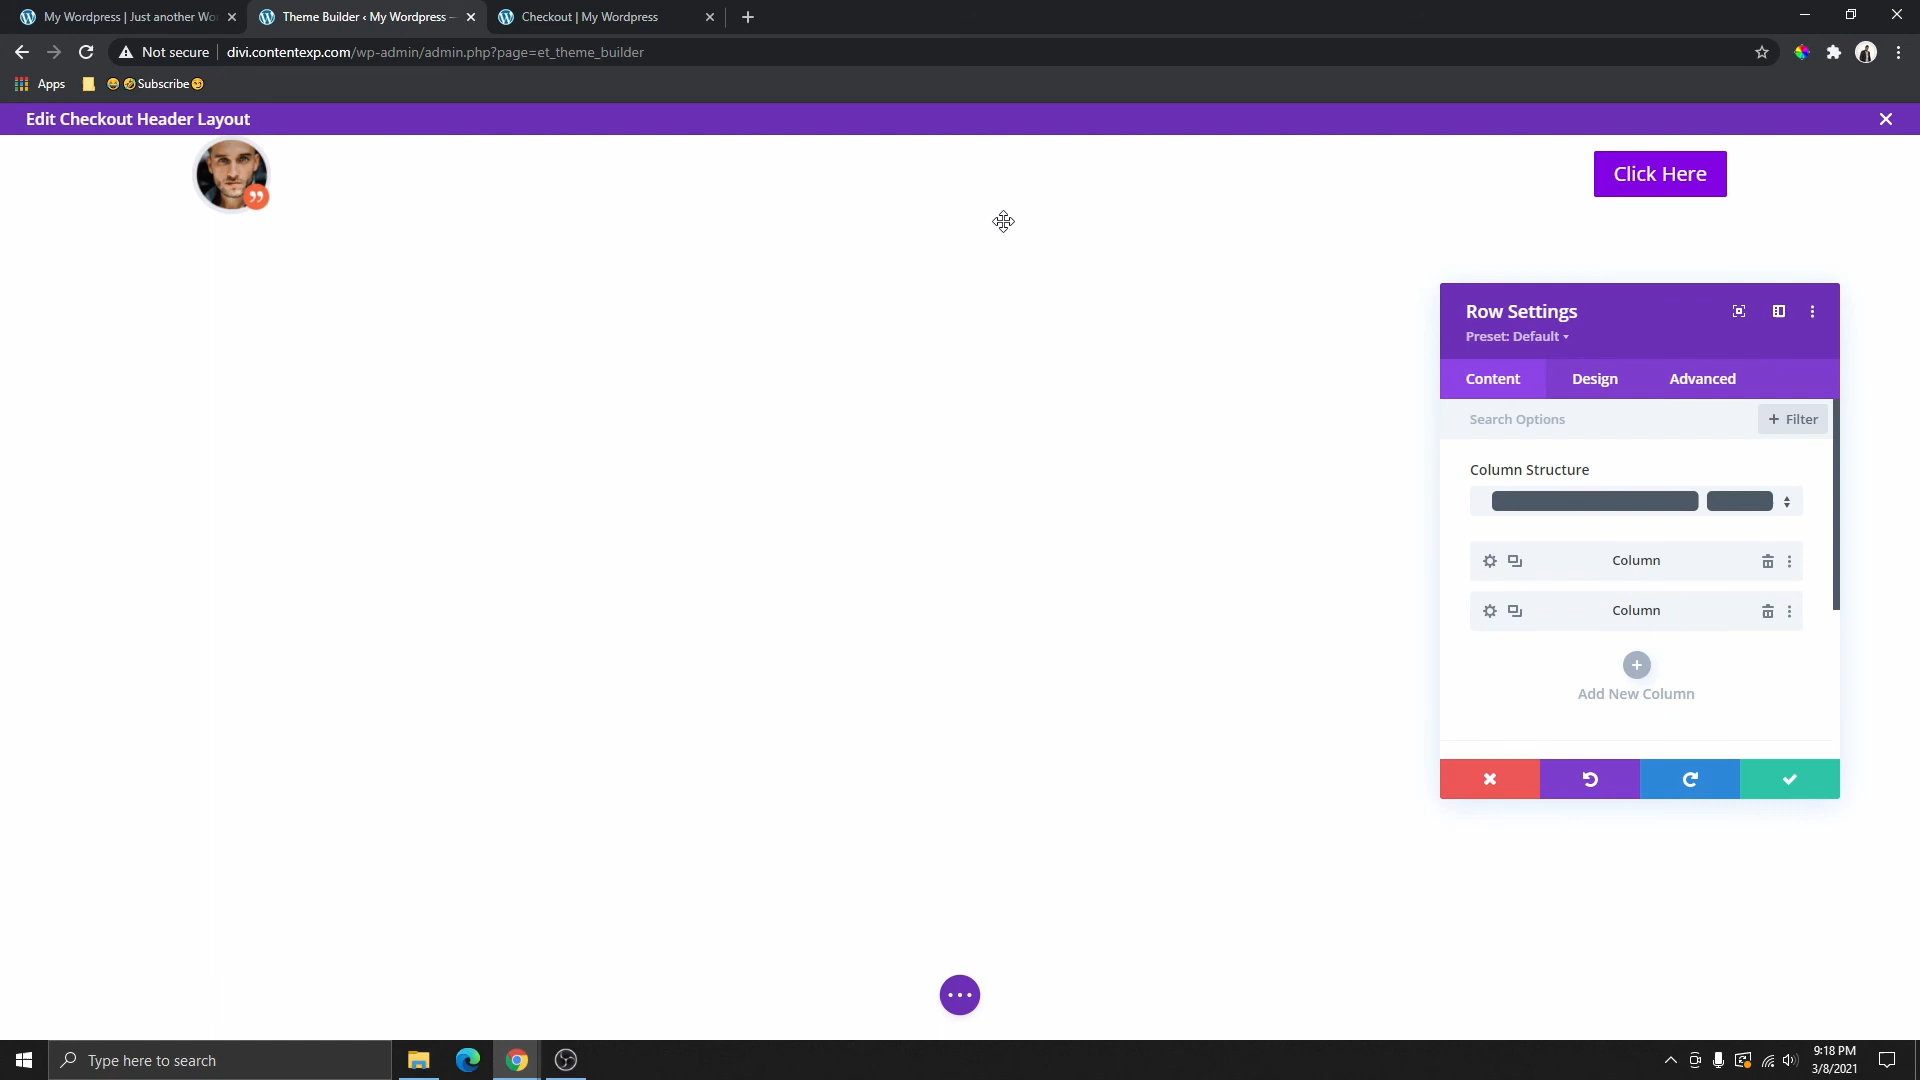 My Wordpress | Just another Wo
Theme Builder ‹ My Wordpress —
Checkout | My Wordpress
Not secure
divi.contentexp.com/wp-admin/admin.php?page=et_theme_builder
Apps
😂🤣Subscribe😏
Edit Checkout Header Layout
Click Here
Row Settings
Preset: Default
Content
Design
Advanced
Search Options
+ Filter
Column Structure
Column
Column
Add New Column
Type here to search
9:18 PM
3/8/2021